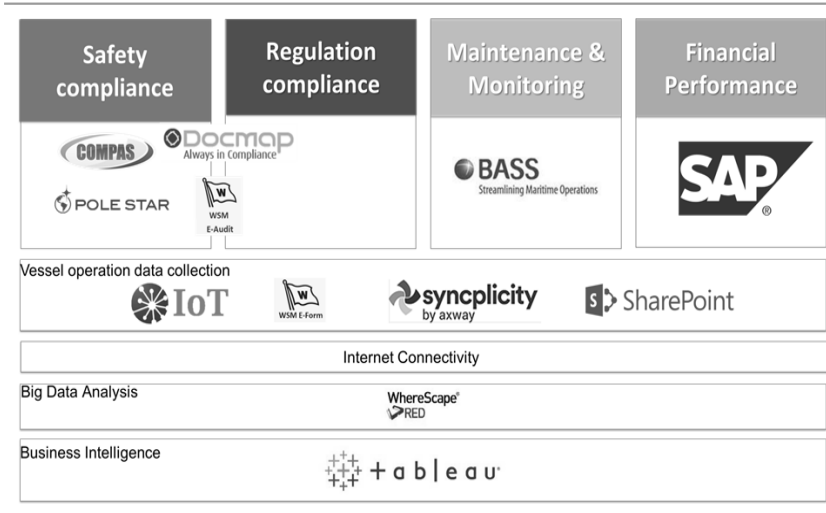 Safety
compliance
Regulation
compliance
Maintenance &
Monitoring
Financial
Performance
COMPAS
Docmap
Always in Compliance
POLE STAR
W
WSM
E-Audit
BASS
Streamlining Maritime Operations
SAP
®
Vessel operation data collection
IoT
W
WSM E-Form
syncplicity
by axway
S
SharePoint
Internet Connectivity
Big Data Analysis
WhereScape®
RED
Business Intelligence
+ a b l e a u